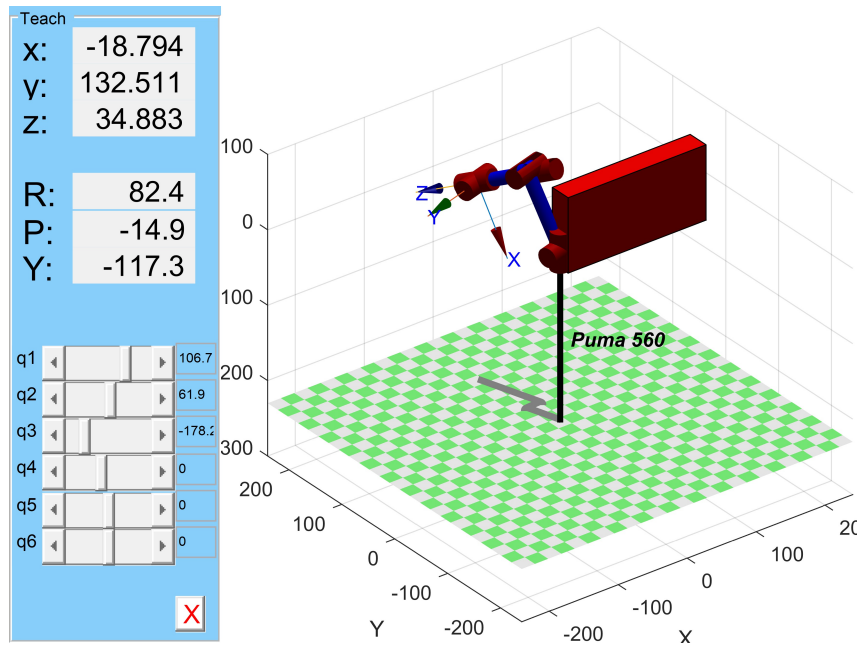 Teach
x: -18.794
y: 132.511
z: 34.883
R: 82.4
P: -14.9
Y: -117.3
q1 106.7
q2 61.9
q3 -178.2
q4 0
q5 0
q6 0
X
100
0
100
200
300
Z
Y
X
Puma 560
200
100
0
-100
-200
Y
-200
-100
0
100
20
X